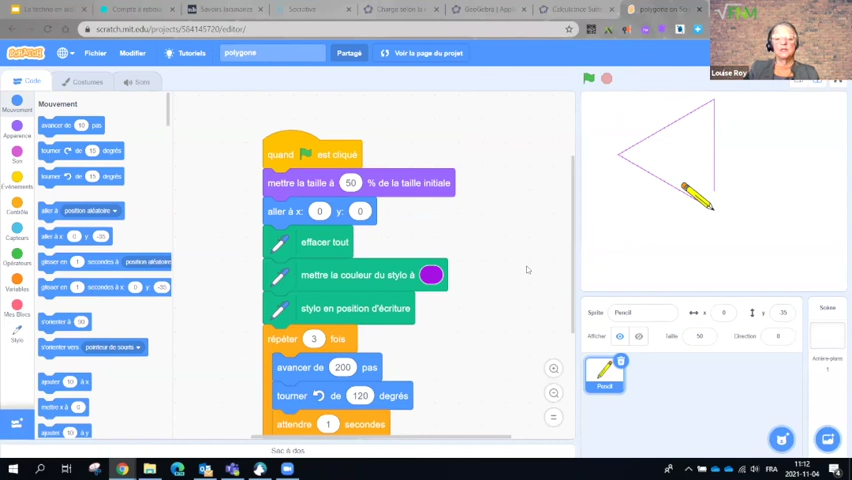 La techno en a
Compte à rebou
Savoirs faisannes
Socrative
Charge selon la
GeoGebra | Appli
Calculatrice Suite
polygone on Sc
scratch.mit.edu/projects/584145720/editor/
SCRATCH
Fichier
Modifier
Tutoriels
polygone
Partagé
Voir la page du projet
Louise Roy
Code
Costumes
Sons
Mouvement
Apparence
Son
Événements
Contrôle
Capteurs
Opérateurs
Variables
Mes Blocs
Stylo
Mouvement
avancer de 10 pas
tourner de 15 degrés
tourner de 15 degrés
aller à position aléatoire
aller à x: 0 y: -35
glisser en 1 secondes à position aléatoire
glisser en 1 secondes à x: 0 y: -35
s'orienter à 90
s'orienter vers pointeur de souris
ajouter 10 à x
mettre x à 0
ajouter 10 à y
quand est cliqué
mettre la taille à 50 % de la taille initiale
aller à x: 0 y: 0
effacer tout
mettre la couleur du stylo à
stylo en position d'écriture
répéter 3 fois
avancer de 200 pas
tourner de 120 degrés
attendre 1 secondes
Sac à dos
Sprite Pencil x 0 y -35
Afficher Taille 50 Direction 0
Pencil
Scène
Arrière-plans
1
FRA
11:12
2021-11-04
4